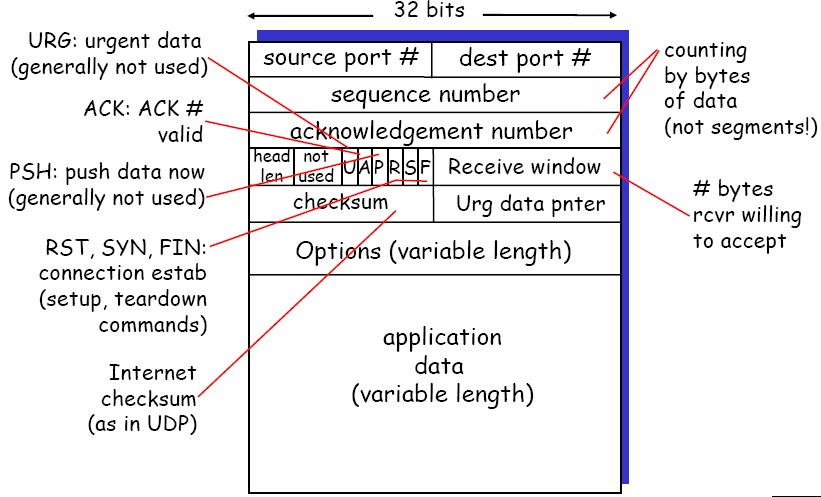 32 bits
URG: urgent data
(generally not used)
ACK: ACK #
valid
PSH: push data now
(generally not used)
RST, SYN, FIN:
connection estab
(setup, teardown
commands)
Internet
checksum
(as in UDP)
source port #
dest port #
sequence number
acknowledgement number
head
len
not
used
U A P R S F
Receive window
checksum
Urg data pnter
Options (variable length)
application
data
(variable length)
counting
by bytes
of data
(not segments!)
# bytes
rcvr willing
to accept